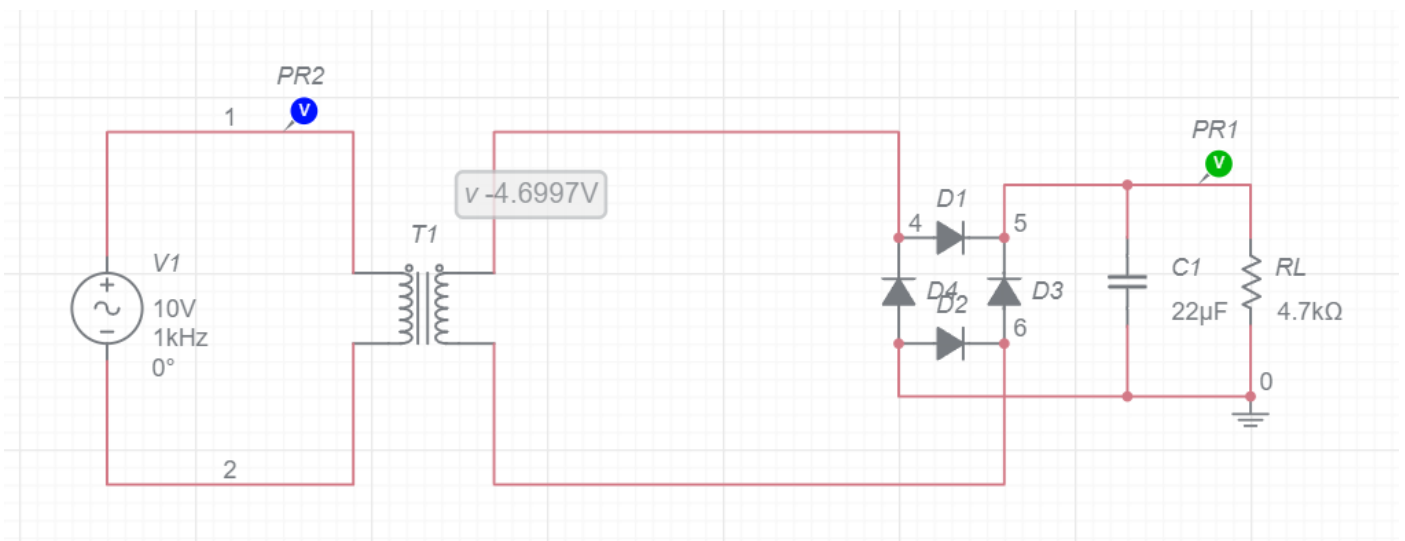 PR2
V
1
PR1
V
v -4.6997V
D1
4
5
T1
V1
+
10V
1kHz
0°
−
D4
D2
D3
C1
22µF
RL
4.7kΩ
6
0
2